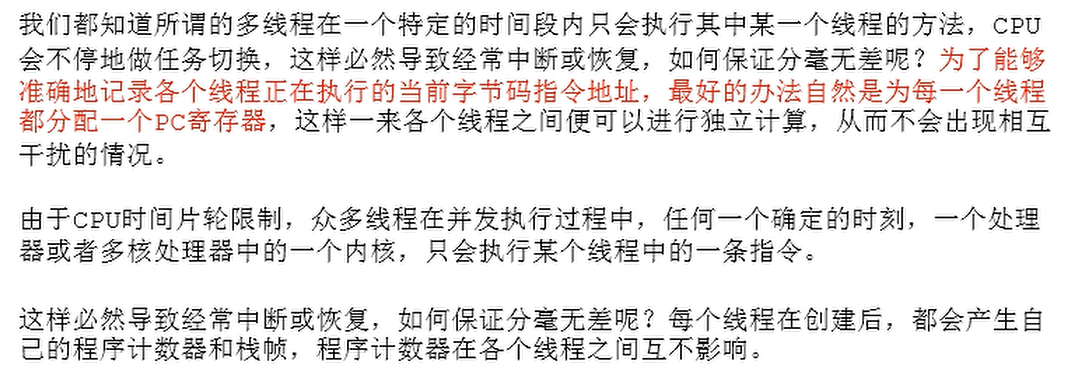 我们都知道所谓的多线程在一个特定的时间段内只会执行其中某一个线程的方法，CPU
会不停地做任务切换，这样必然导致经常中断或恢复，如何保证分毫无差呢？为了能够
准确地记录各个线程正在执行的当前字节码指令地址，最好的办法自然是为每一个线程
都分配一个PC寄存器，这样一来各个线程之间便可以进行独立计算，从而不会出现相互
干扰的情况。
由于CPU时间片轮限制，众多线程在并发执行过程中，任何一个确定的时刻，一个处理
器或者多核处理器中的一个内核，只会执行某个线程中的一条指令。
这样必然导致经常中断或恢复，如何保证分毫无差呢？每个线程在创建后，都会产生自
己的程序计数器和栈帧，程序计数器在各个线程之间互不影响。